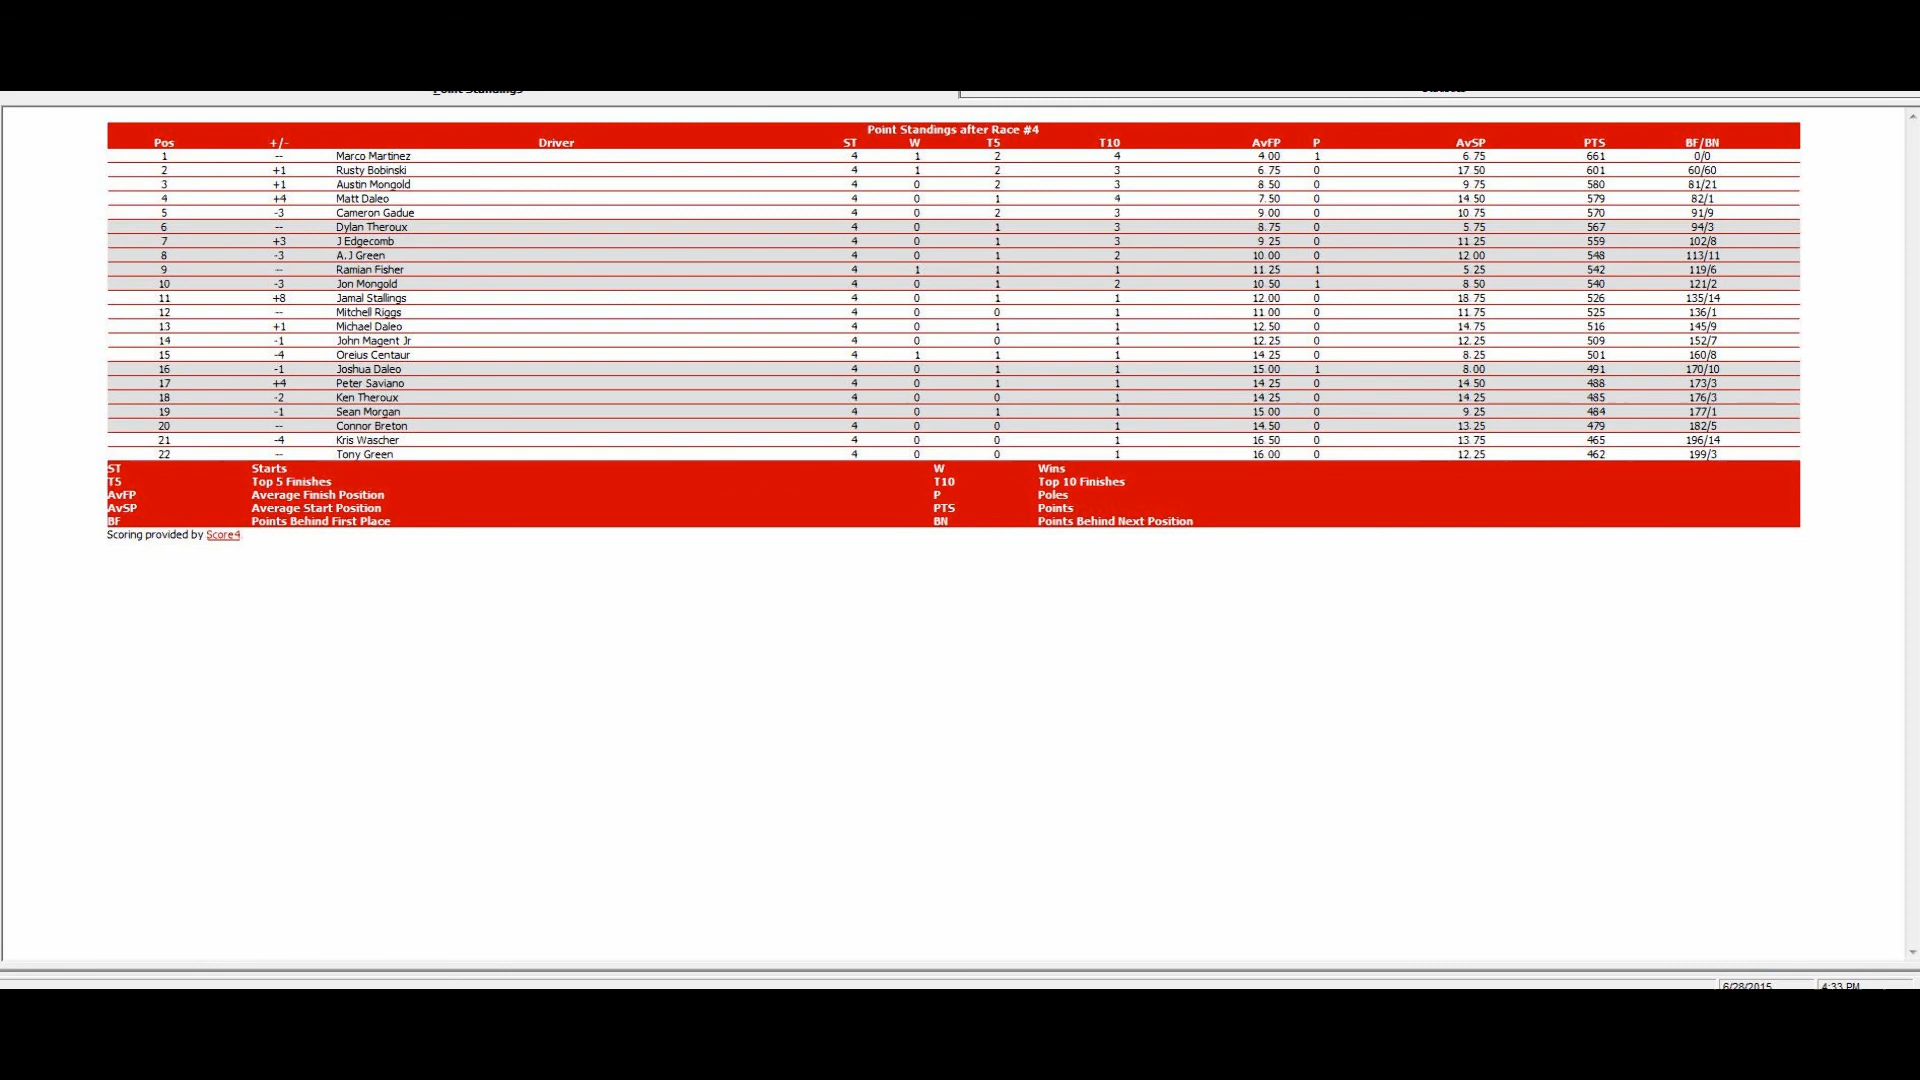 Point Standings
Point Standings after Race #4
Pos +/- Driver ST W T5 T10 AvFP P AvSP PTS BF/BN
1 -- Marco Martinez 4 1 2 4 4.00 1 6.75 661 0/0
2 +1 Rusty Bobinski 4 1 2 3 6.75 0 17.50 601 60/60
3 +1 Austin Mongold 4 0 2 3 8.50 0 9.75 580 81/21
4 +4 Matt Daleo 4 0 1 4 7.50 0 14.50 579 82/1
5 -3 Cameron Gadue 4 0 2 3 9.00 0 10.75 570 91/9
6 -- Dylan Theroux 4 0 1 3 8.75 0 5.75 567 94/3
7 +3 J Edgecomb 4 0 1 3 9.25 0 11.25 559 102/8
8 -3 A.J Green 4 0 1 2 10.00 0 12.00 548 113/11
9 -- Ramian Fisher 4 1 1 1 11.25 1 5.25 542 119/6
10 -3 Jon Mongold 4 0 1 2 10.50 1 8.50 540 121/2
11 +8 Jamal Stallings 4 0 1 1 12.00 0 18.75 526 135/14
12 -- Mitchell Riggs 4 0 0 1 11.00 0 11.75 525 136/1
13 +1 Michael Daleo 4 0 1 1 12.50 0 14.75 516 145/9
14 -1 John Magent Jr 4 0 0 1 12.25 0 12.25 509 152/7
15 -4 Oreius Centaur 4 1 1 1 14.25 0 8.25 501 160/8
16 -1 Joshua Daleo 4 0 1 1 15.00 1 8.00 491 170/10
17 +4 Peter Saviano 4 0 1 1 14.25 0 14.50 488 173/3
18 -2 Ken Theroux 4 0 0 1 14.25 0 14.25 485 176/3
19 -1 Sean Morgan 4 0 1 1 15.00 0 9.25 484 177/1
20 -- Connor Breton 4 0 0 1 14.50 0 13.25 479 182/5
21 -4 Kris Wascher 4 0 0 1 16.50 0 13.75 465 196/14
22 -- Tony Green 4 0 0 1 16.00 0 12.25 462 199/3
ST Starts W Wins
T5 Top 5 Finishes T10 Top 10 Finishes
AvFP Average Finish Position P Poles
AvSP Average Start Position PTS Points
BF Points Behind First Place BN Points Behind Next Position
Scoring provided by Score4
6/28/2015 4:33 PM